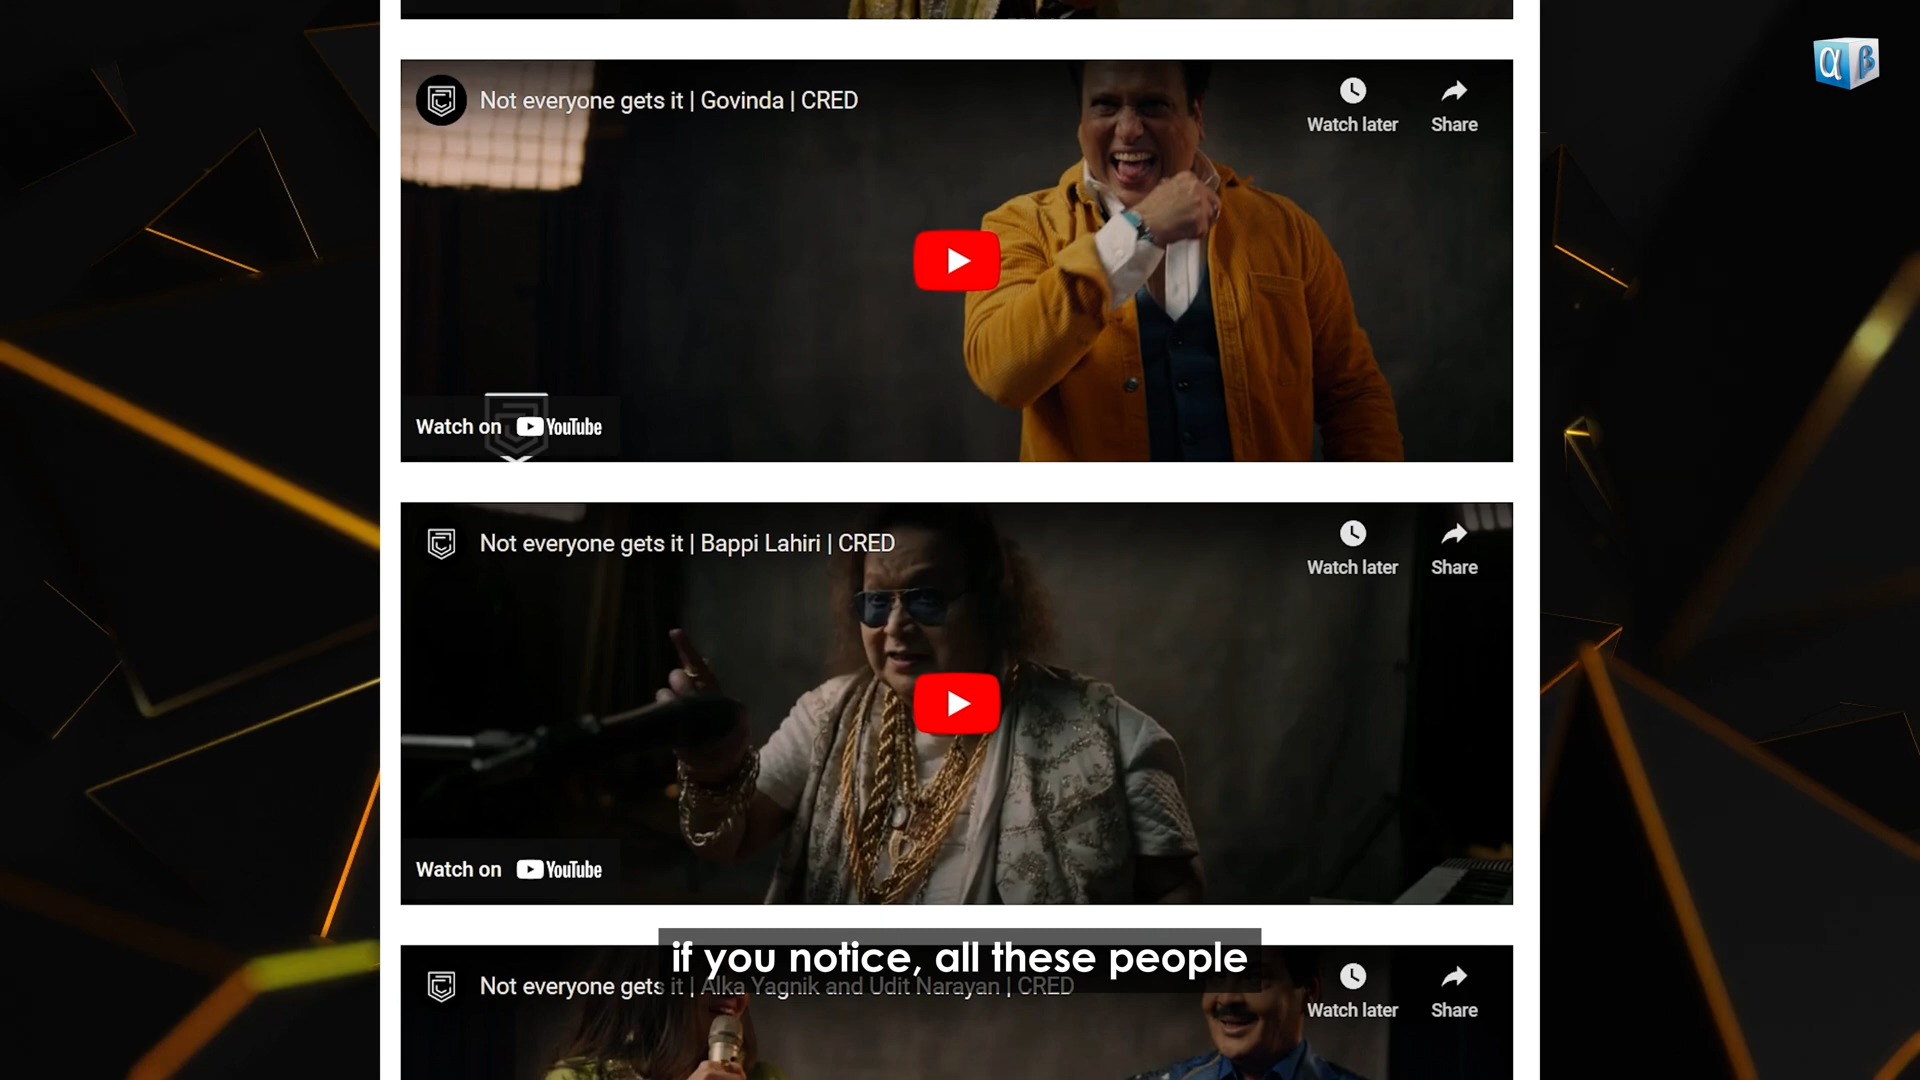 α β
Not everyone gets it | Govinda | CRED
Watch later
Share
Watch on YouTube
Not everyone gets it | Bappi Lahiri | CRED
Watch later
Share
Watch on YouTube
if you notice, all these people
Not everyone gets it | Alka Yagnik and Udit Narayan | CRED
Watch later
Share